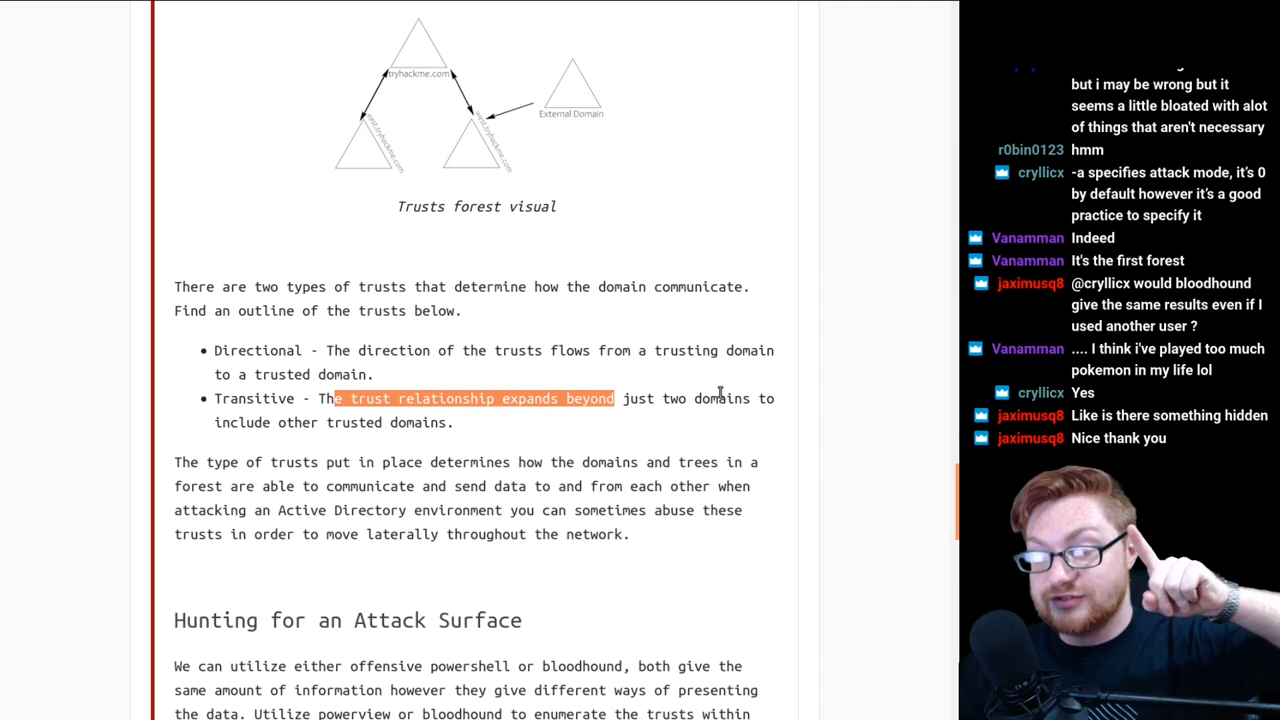 tryhackme.com
External Domain
east.tryhackme.com
west.tryhackme.com
Trusts forest visual
There are two types of trusts that determine how the domain communicate.
Find an outline of the trusts below.
● Directional - The direction of the trusts flows from a trusting domain
to a trusted domain.
● Transitive - The trust relationship expands beyond just two domains to
include other trusted domains.
The type of trusts put in place determines how the domains and trees in a
forest are able to communicate and send data to and from each other when
attacking an Active Directory environment you can sometimes abuse these
trusts in order to move laterally throughout the network.
Hunting for an Attack Surface
We can utilize either offensive powershell or bloodhound, both give the
same amount of information however they give different ways of presenting
the data. Utilize powerview or bloodhound to enumerate the trusts within
but i may be wrong but it
seems a little bloated with alot
of things that aren't necessary
r0bin0123 hmm
cryllicx -a specifies attack mode, it's 0
by default however it's a good
practice to specify it
Vanamman Indeed
Vanamman It's the first forest
jaximusq8 @cryllicx would bloodhound
give the same results even if I
used another user ?
Vanamman .... I think i've played too much
pokemon in my life lol
cryllicx Yes
jaximusq8 Like is there something hidden
jaximusq8 Nice thank you